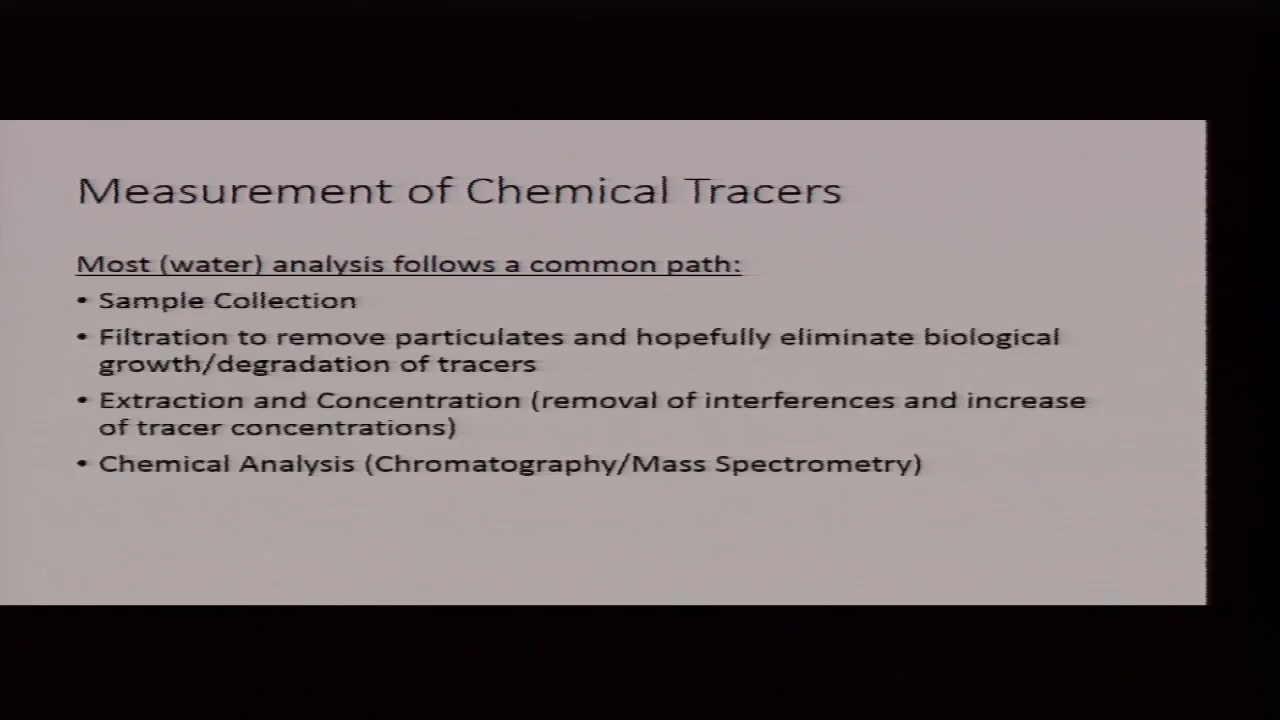 Measurement of Chemical Tracers
Most (water) analysis follows a common path:
• Sample Collection
• Filtration to remove particulates and hopefully eliminate biological
growth/degradation of tracers
• Extraction and Concentration (removal of interferences and increase
of tracer concentrations)
• Chemical Analysis (Chromatography/Mass Spectrometry)